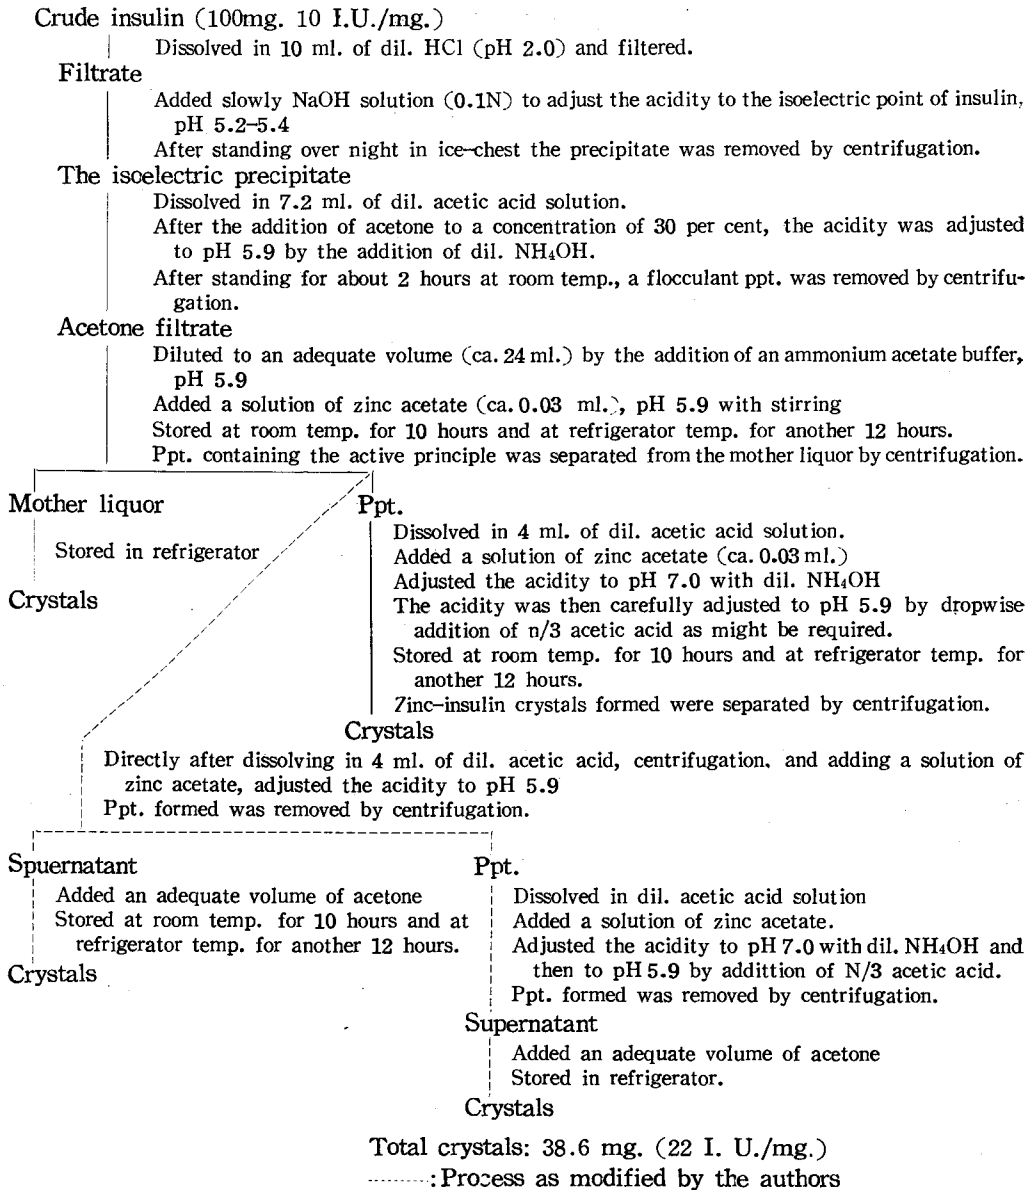 Crude insulin (100mg. 10 I.U./mg.)
Dissolved in 10 ml. of dil. HCl (pH 2.0) and filtered.
Filtrate
Added slowly NaOH solution (0.1N) to adjust the acidity to the isoelectric point of insulin,
pH 5.2–5.4
After standing over night in ice-chest the precipitate was removed by centrifugation.
The isoelectric precipitate
Dissolved in 7.2 ml. of dil. acetic acid solution.
After the addition of acetone to a concentration of 30 per cent, the acidity was adjusted
to pH 5.9 by the addition of dil. NH₄OH.
After standing for about 2 hours at room temp., a flocculant ppt. was removed by centrifu-
gation.
Acetone filtrate
Diluted to an adequate volume (ca. 24 ml.) by the addition of an ammonium acetate buffer,
pH 5.9
Added a solution of zinc acetate (ca. 0.03 ml.), pH 5.9 with stirring
Stored at room temp. for 10 hours and at refrigerator temp. for another 12 hours.
Ppt. containing the active principle was separated from the mother liquor by centrifugation.
Mother liquor
Stored in refrigerator
Crystals
Ppt.
Dissolved in 4 ml. of dil. acetic acid solution.
Added a solution of zinc acetate (ca. 0.03 ml.)
Adjusted the acidity to pH 7.0 with dil. NH₄OH
The acidity was then carefully adjusted to pH 5.9 by dropwise
addition of n/3 acetic acid as might be required.
Stored at room temp. for 10 hours and at refrigerator temp. for
another 12 hours.
Zinc-insulin crystals formed were separated by centrifugation.
Crystals
Directly after dissolving in 4 ml. of dil. acetic acid, centrifugation, and adding a solution of
zinc acetate, adjusted the acidity to pH 5.9
Ppt. formed was removed by centrifugation.
Spuernatant
Added an adequate volume of acetone
Stored at room temp. for 10 hours and at
refrigerator temp. for another 12 hours.
Crystals
Ppt.
Dissolved in dil. acetic acid solution
Added a solution of zinc acetate.
Adjusted the acidity to pH 7.0 with dil. NH₄OH and
then to pH 5.9 by addittion of N/3 acetic acid.
Ppt. formed was removed by centrifugation.
Supernatant
Added an adequate volume of acetone
Stored in refrigerator.
Crystals
Total crystals: 38.6 mg. (22 I. U./mg.)
---------: Process as modified by the authors